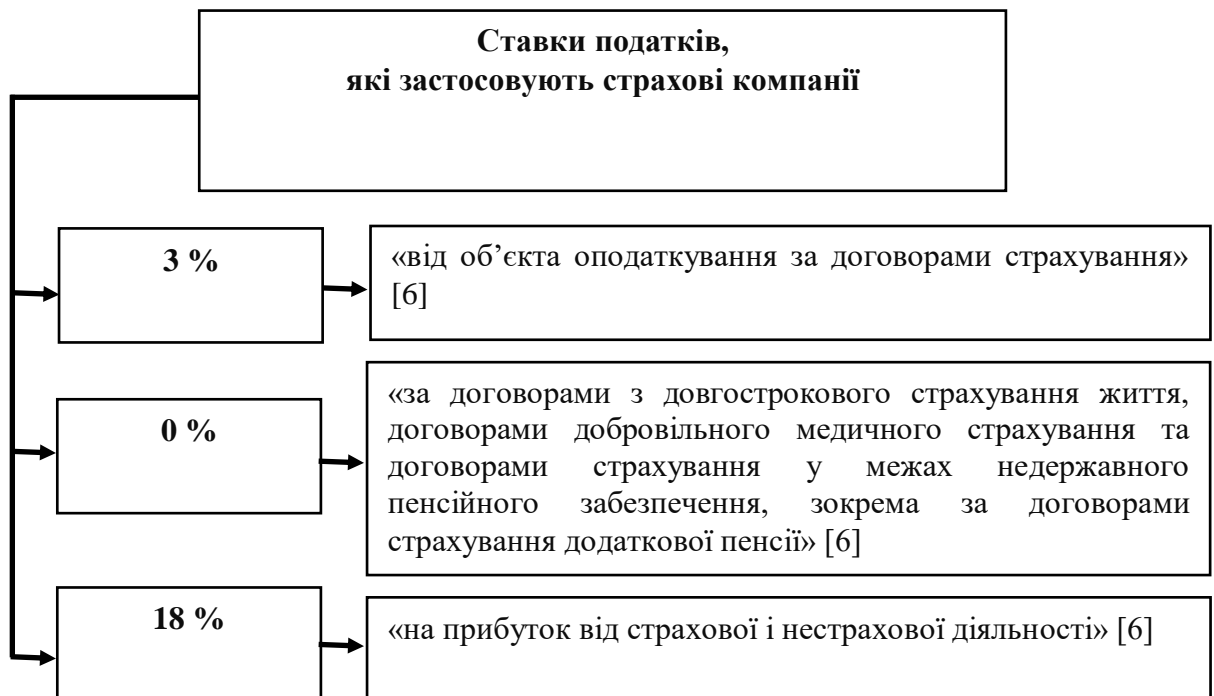 Ставки податків,
які застосовують страхові компанії
3 %
«від об’єкта оподаткування за договорами страхування»
[6]
0 %
«за договорами з довгострокового страхування життя,
договорами добровільного медичного страхування та
договорами страхування у межах недержавного
пенсійного забезпечення, зокрема за договорами
страхування додаткової пенсії» [6]
18 %
«на прибуток від страхової і нестрахової діяльності» [6]